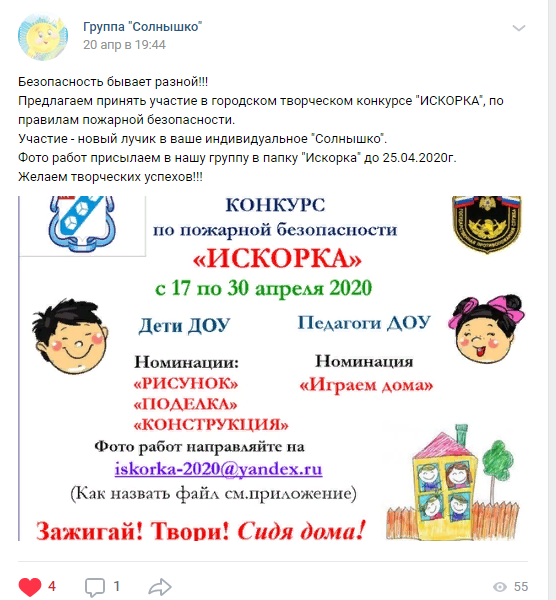 Группа "Солнышко"
20 апр в 19:44
Безопасность бывает разной!!!
Предлагаем принять участие в городском творческом конкурсе "ИСКОРКА", по
правилам пожарной безопасности.
Участие - новый лучик в ваше индивидуальное "Солнышко".
Фото работ присылаем в нашу группу в папку "Искорка" до 25.04.2020г.
Желаем творческих успехов!!!
КОНКУРС
по пожарной безопасности
«ИСКОРКА»
с 17 по 30 апреля 2020
Дети ДОУ
Номинации:
«РИСУНОК»
«ПОДЕЛКА»
«КОНСТРУКЦИЯ»
Педагоги ДОУ
Номинация
«Играем дома»
Фото работ направляйте на
iskorka-2020@yandex.ru
(Как назвать файл см.приложение)
Зажигай! Твори! Сидя дома!
4
1
55